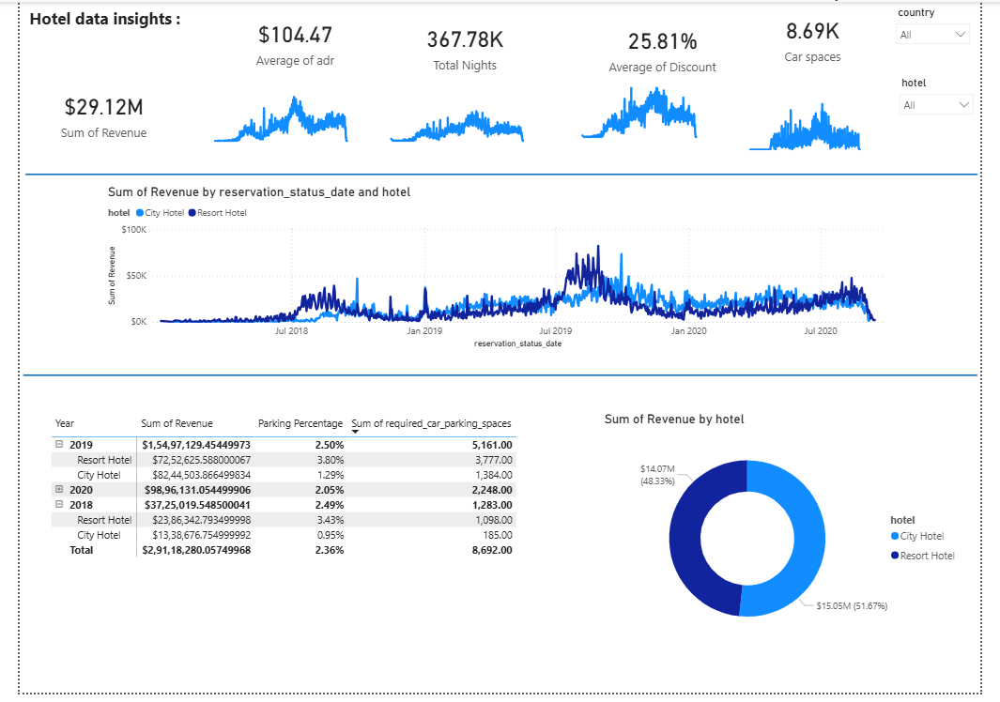 Hotel data insights :
$104.47
Average of adr
367.78K
Total Nights
25.81%
Average of Discount
8.69K
Car spaces
country
All
hotel
All
$29.12M
Sum of Revenue
Sum of Revenue by reservation_status_date and hotel
hotel City Hotel Resort Hotel
Sum of Revenue
$100K
$50K
$0K
Jul 2018 Jan 2019 Jul 2019 Jan 2020 Jul 2020
reservation_status_date
Year Sum of Revenue Parking Percentage Sum of required_car_parking_spaces
2019 $1,54,97,129.45449973 2.50% 5,161.00
Resort Hotel $72,52,625.588000067 3.80% 3,777.00
City Hotel $82,44,503.866499834 1.29% 1,384.00
2020 $98,96,131.054499906 2.05% 2,248.00
2018 $37,25,019.548500041 2.49% 1,283.00
Resort Hotel $23,86,342.793499998 3.43% 1,098.00
City Hotel $13,38,676.754999992 0.95% 185.00
Total $2,91,18,280.05749968 2.36% 8,692.00
Sum of Revenue by hotel
$14.07M
(48.33%)
$15.05M (51.67%)
hotel
City Hotel
Resort Hotel